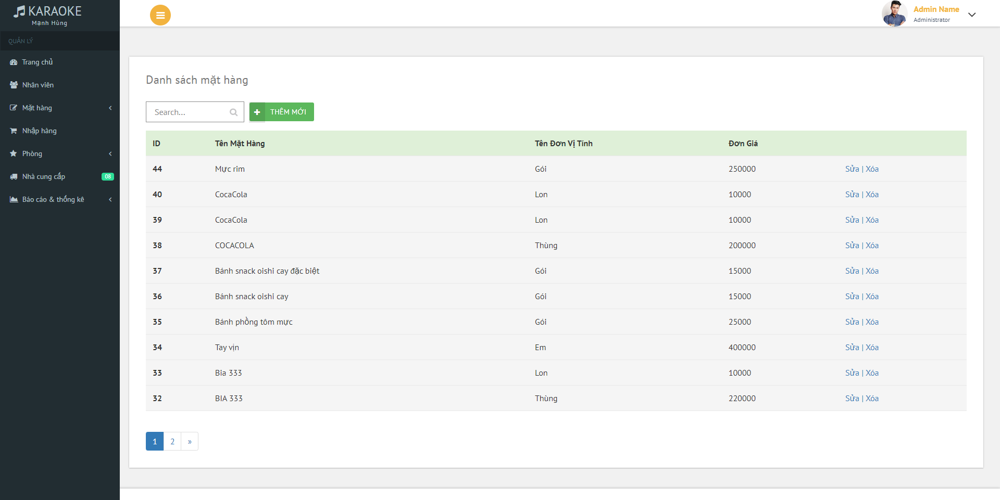 KARAOKE
Mạnh Hùng
QUẢN LÝ
Trang chủ
Nhân viên
Mặt hàng
Nhập hàng
Phòng
Nhà cung cấp 08
Báo cáo & thống kê
Admin Name
Administrator
Danh sách mặt hàng
Search... THÊM MỚI
ID Tên Mặt Hàng Tên Đơn Vị Tính Đơn Giá
44 Mực rim Gói 250000 Sửa | Xóa
40 CocaCola Lon 10000 Sửa | Xóa
39 CocaCola Lon 10000 Sửa | Xóa
38 COCACOLA Thùng 200000 Sửa | Xóa
37 Bánh snack oishi cay đặc biệt Gói 15000 Sửa | Xóa
36 Bánh snack oishi cay Gói 15000 Sửa | Xóa
35 Bánh phồng tôm mực Gói 25000 Sửa | Xóa
34 Tay vịn Em 400000 Sửa | Xóa
33 Bia 333 Lon 10000 Sửa | Xóa
32 BIA 333 Thùng 220000 Sửa | Xóa
1 2 »